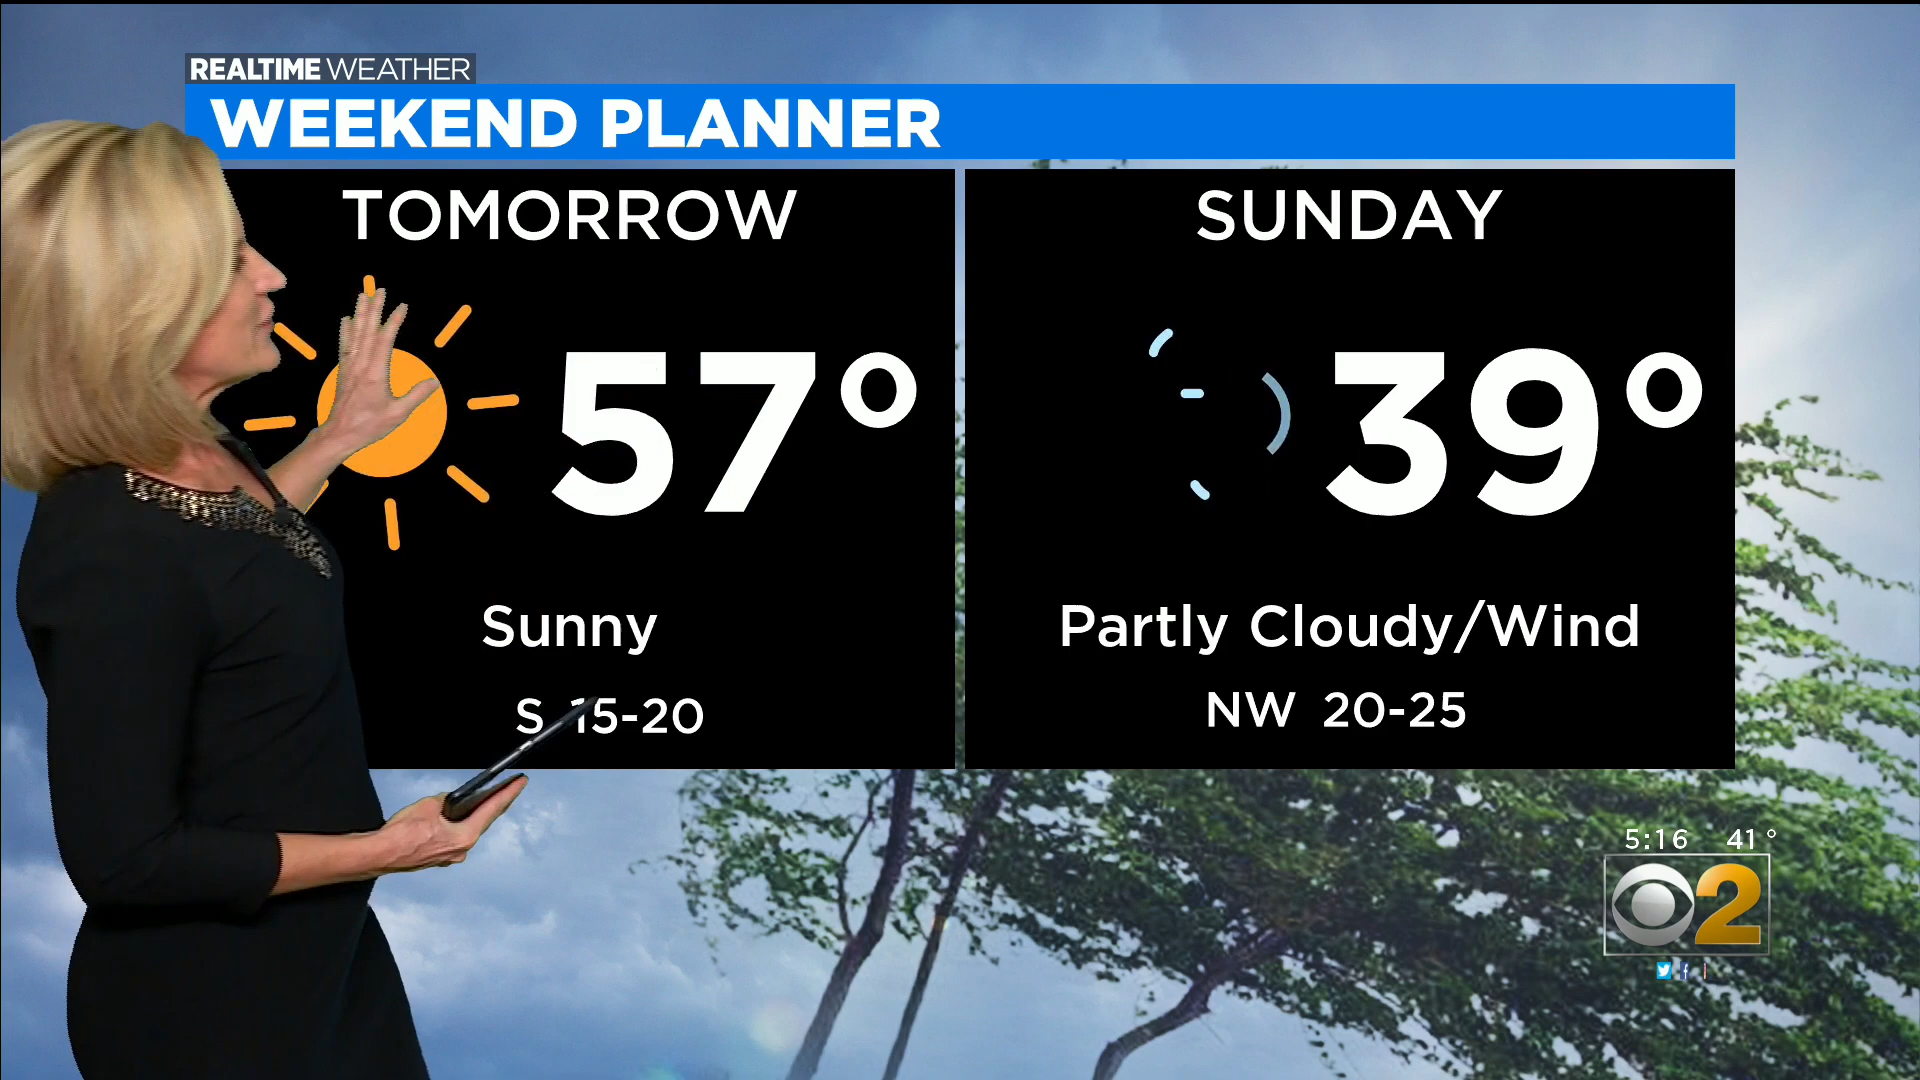 REALTIME WEATHER
WEEKEND PLANNER
TOMORROW
57°
Sunny
S 15-20
SUNDAY
39°
Partly Cloudy/Wind
NW 20-25
5:16 41°
2